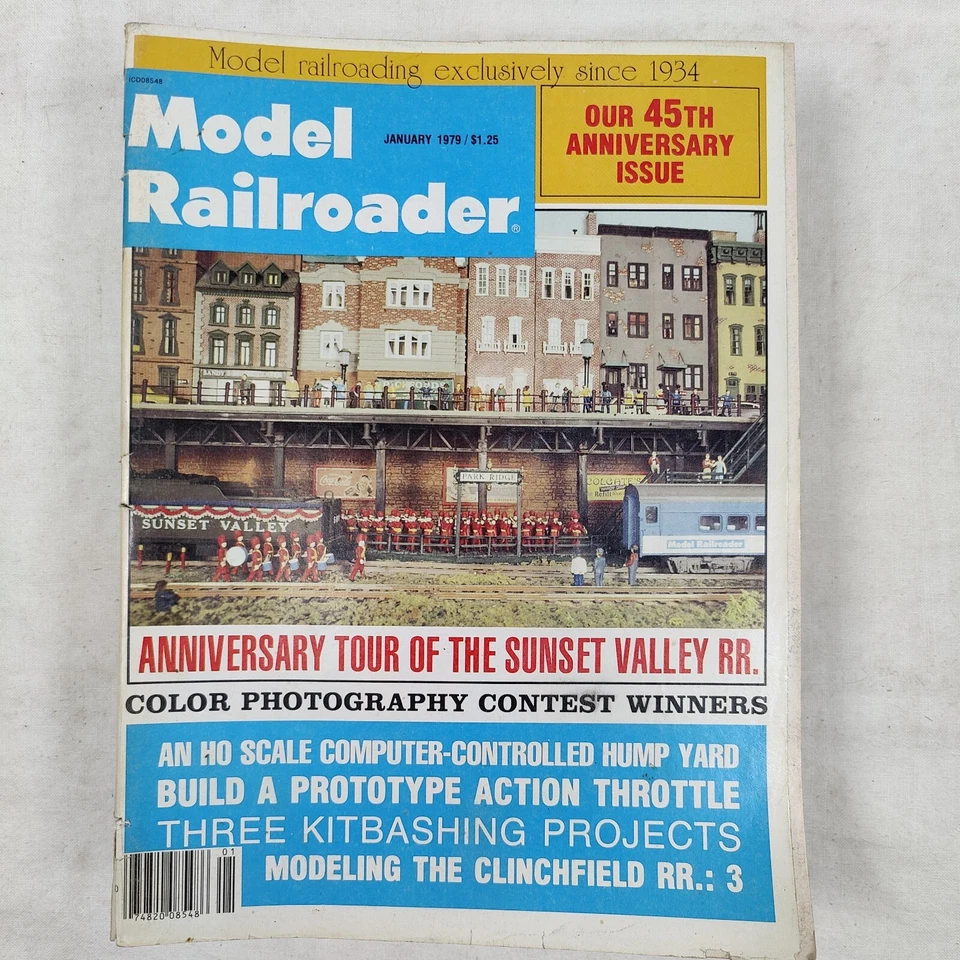 Model railroading exclusively since 1934
ICD08548
Model
Railroader®
JANUARY 1979 / $1.25
OUR 45TH
ANNIVERSARY
ISSUE
PARK RIDGE
COLGATE'S
SUNSET VALLEY
Model Railroader
ANNIVERSARY TOUR OF THE SUNSET VALLEY RR.
COLOR PHOTOGRAPHY CONTEST WINNERS
AN HO SCALE COMPUTER-CONTROLLED HUMP YARD
BUILD A PROTOTYPE ACTION THROTTLE
THREE KITBASHING PROJECTS
MODELING THE CLINCHFIELD RR.: 3
01
74820 08548